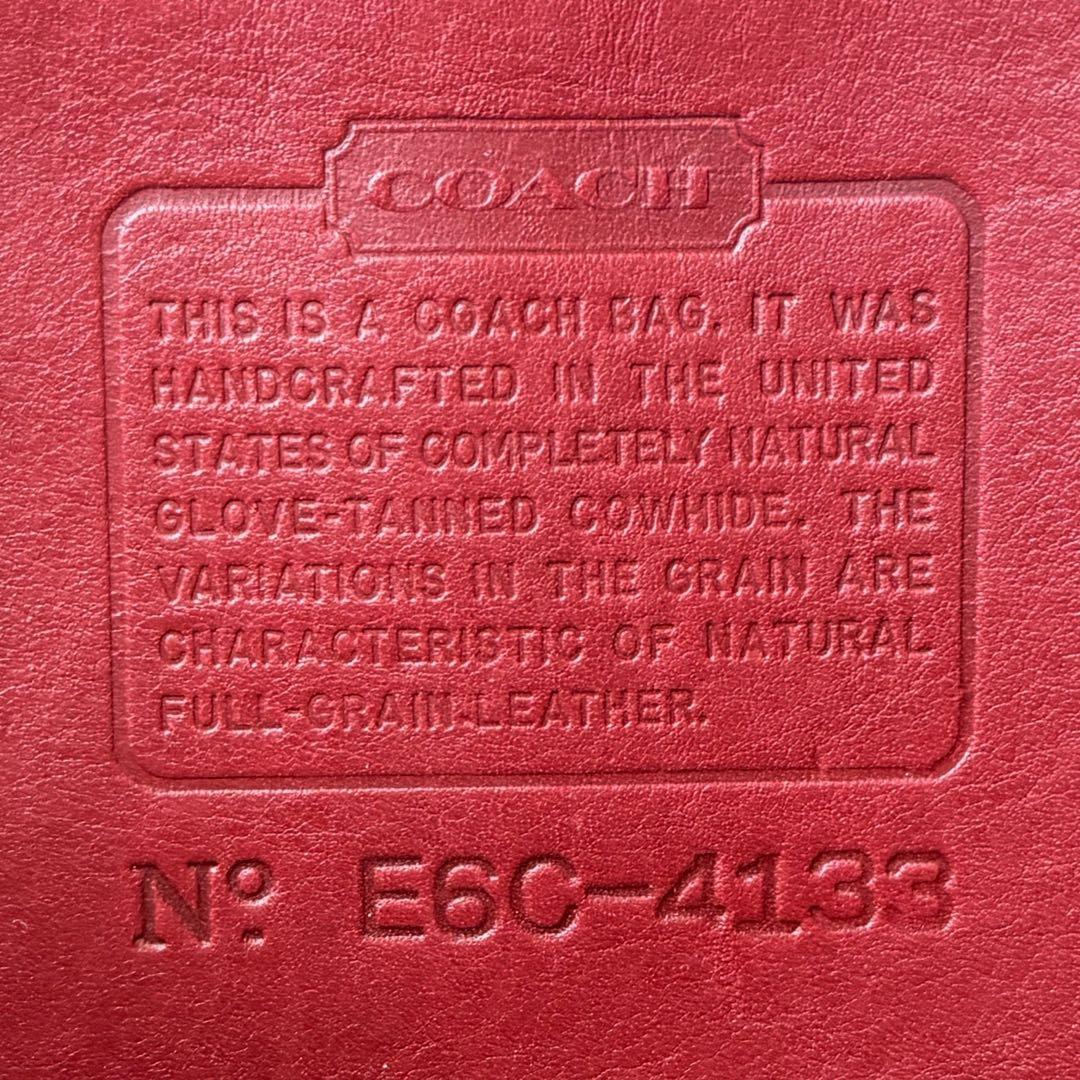 COACH
THIS IS A COACH BAG. IT WAS
HANDCRAFTED IN THE UNITED
STATES OF COMPLETELY NATURAL
GLOVE-TANNED COWHIDE. THE
VARIATIONS IN THE GRAIN ARE
CHARACTERISTIC OF NATURAL
FULL-GRAIN-LEATHER.
Nº E6C-4133